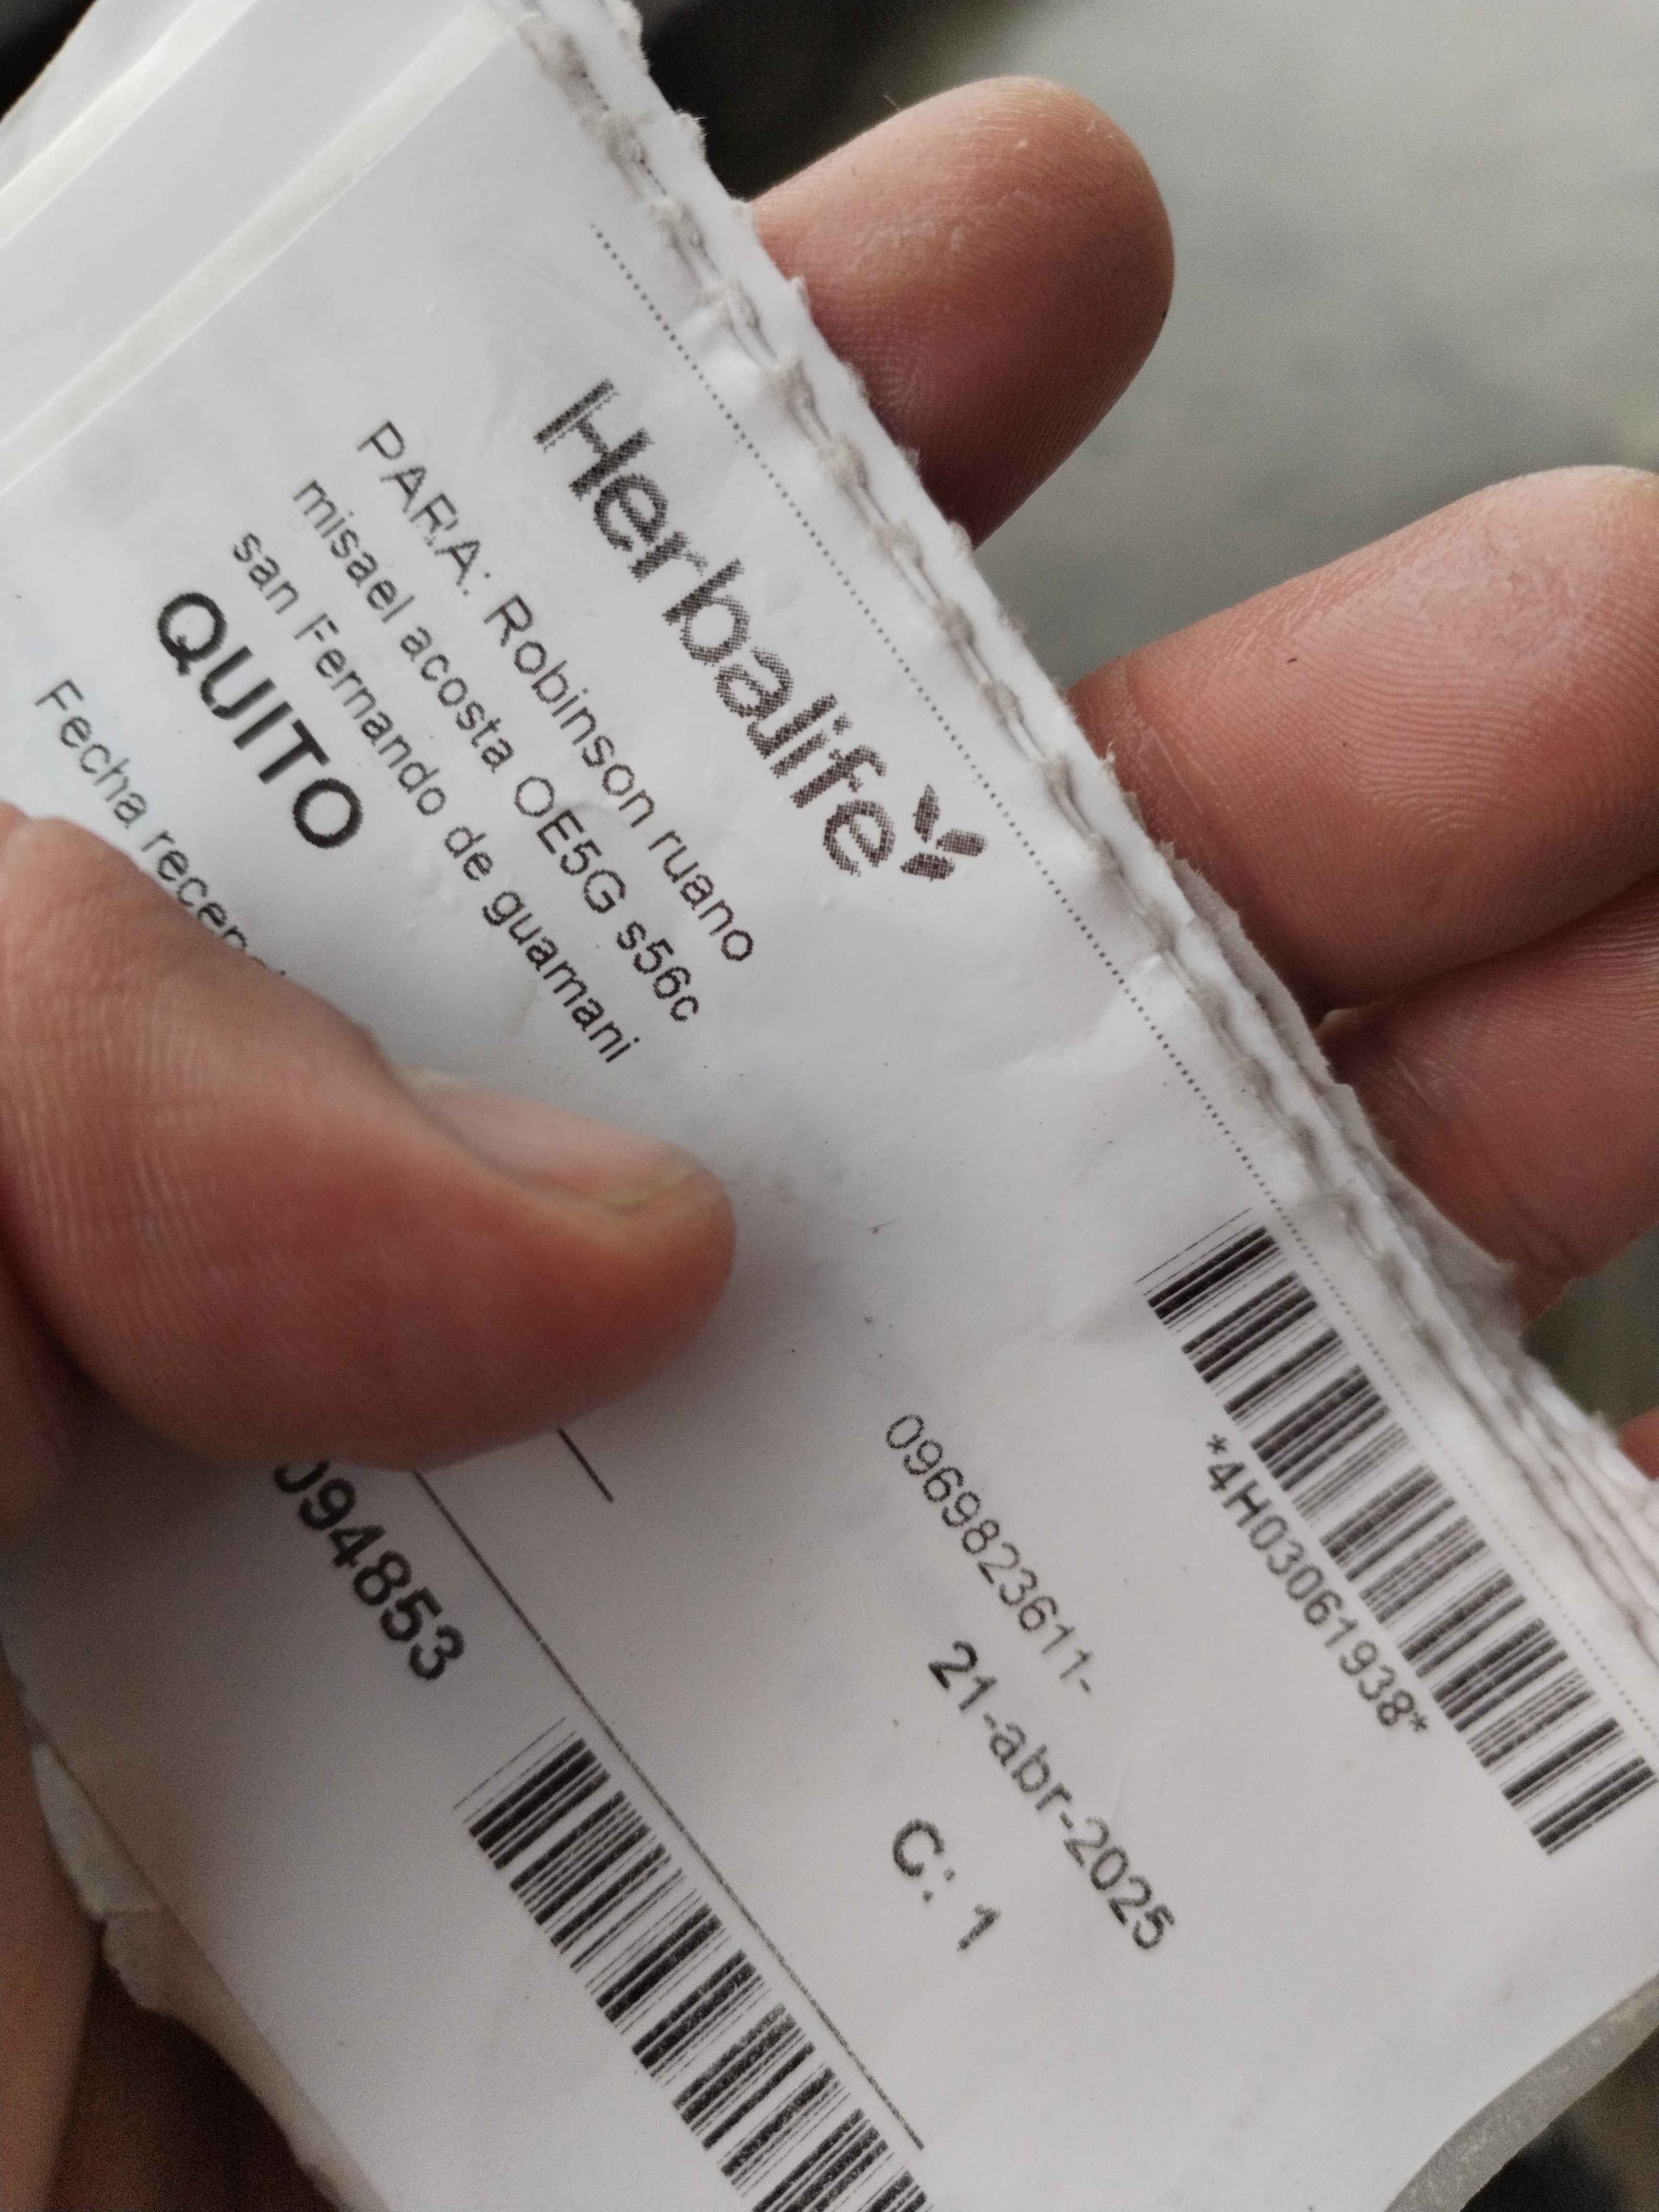 Herbalife
*4H03061938*
PARA: Robinson ruano
misael acosta OE5G s56c
san Fernando de guamani
0969823611-
QUITO
21-abr-2025
C: 1
Fecha
094853